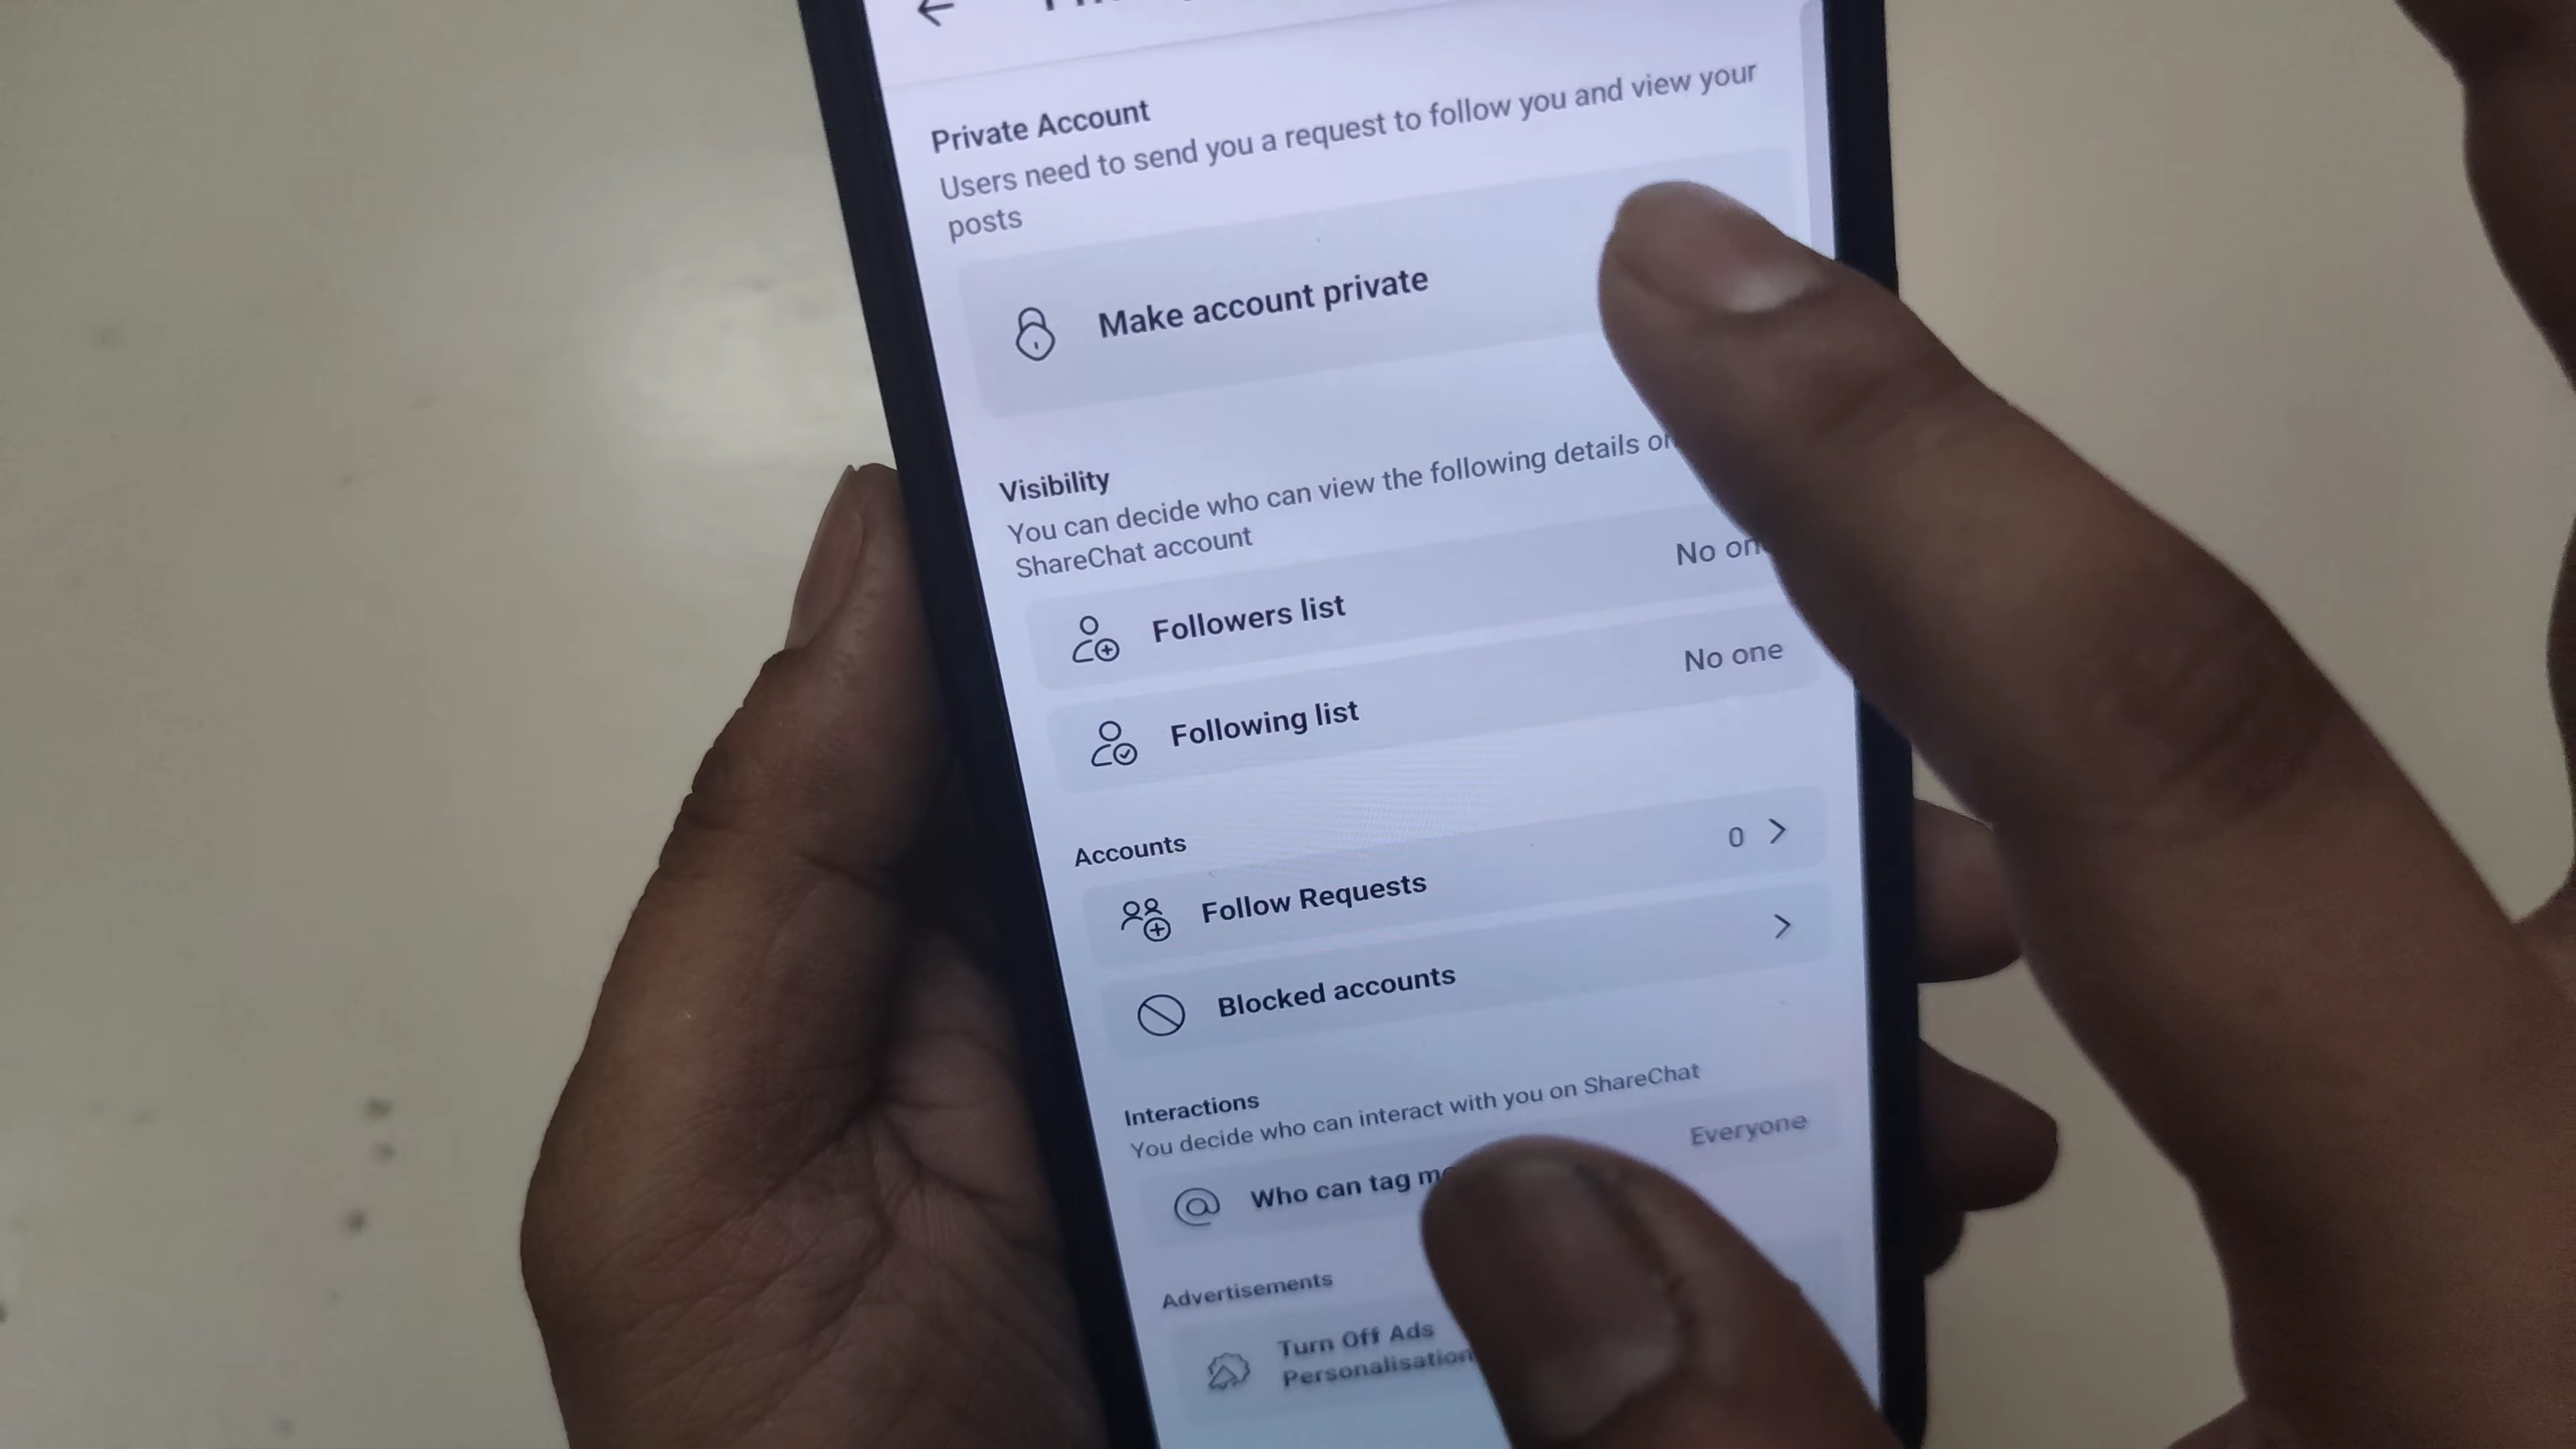 Private Account
Users need to send you a request to follow you and view your
posts
Make account private
Visibility
You can decide who can view the following details
ShareChat account
Followers list No
Following list No one
Accounts
Follow Requests 0
Blocked accounts
Interactions
You decide who can interact with you on ShareChat
Who can tag Everyone
Advertisements
Turn Off Ads
Personalisation